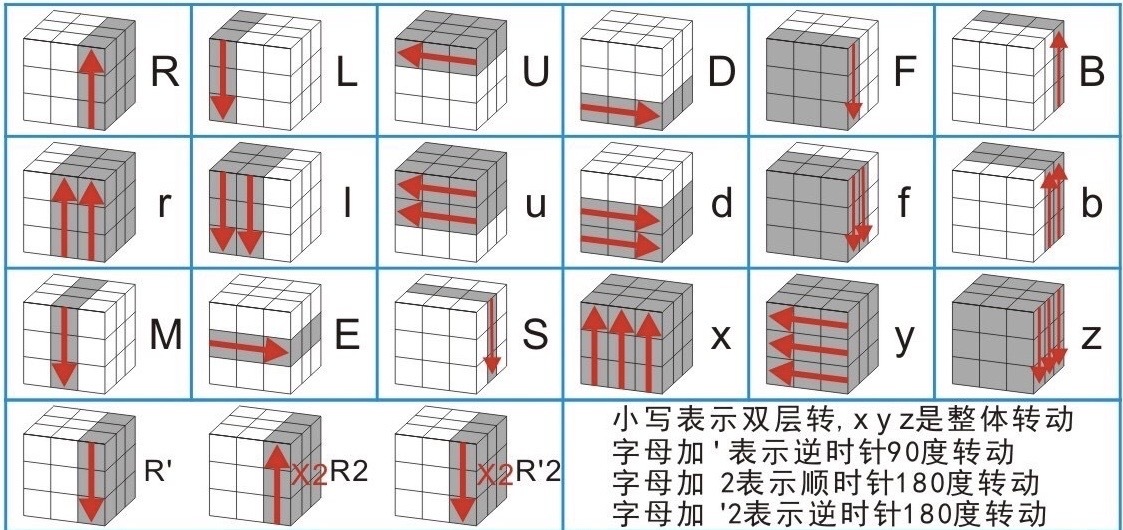 R L U D F B
r l u d f b
M E S x y z
R' X2 R2 X2 R'2
小写表示双层转, x y z是整体转动
字母加 ' 表示逆时针90度转动
字母加 2表示顺时针180度转动
字母加 '2表示逆时针180度转动